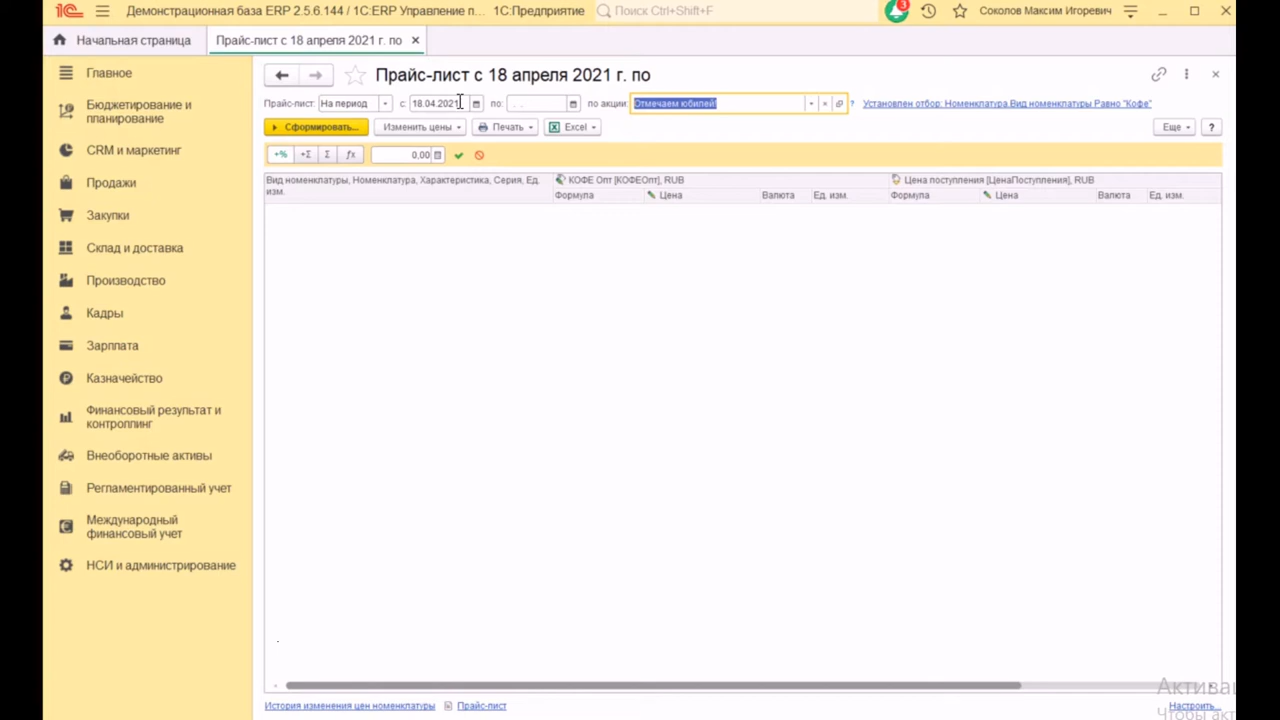 1С Демонстрационная база ERP 2.5.6.144 / 1С:ERP Управление п... 1С:Предприятие Поиск Ctrl+Shift+F 3 Соколов Максим Игоревич
Начальная страница Прайс-лист с 18 апреля 2021 г. по ×
Главное
Бюджетирование и
планирование
CRM и маркетинг
Продажи
Закупки
Склад и доставка
Производство
Кадры
Зарплата
Казначейство
Финансовый результат и
контроллинг
Внеоборотные активы
Регламентированный учет
Международный
финансовый учет
НСИ и администрирование
Прайс-лист с 18 апреля 2021 г. по
Прайс-лист: На период с: 18.04.2021 по: . . по акции: Отмечаем юбилей! ? Установлен отбор: Номенклатура.Вид номенклатуры Равно "Кофе"
Сформировать... Изменить цены Печать Excel Еще ?
+% +Σ Σ ƒx 0,00
Вид номенклатуры, Номенклатура, Характеристика, Серия, Ед.
изм.
КОФЕ Опт [КОФЕОпт], RUB Цена поступления [ЦенаПоступления], RUB
Формула Цена Валюта Ед. изм. Формула Цена Валюта Ед. изм.
История изменения цен номенклатуры Прайс-лист Настроить...
Актива
Чтобы акт